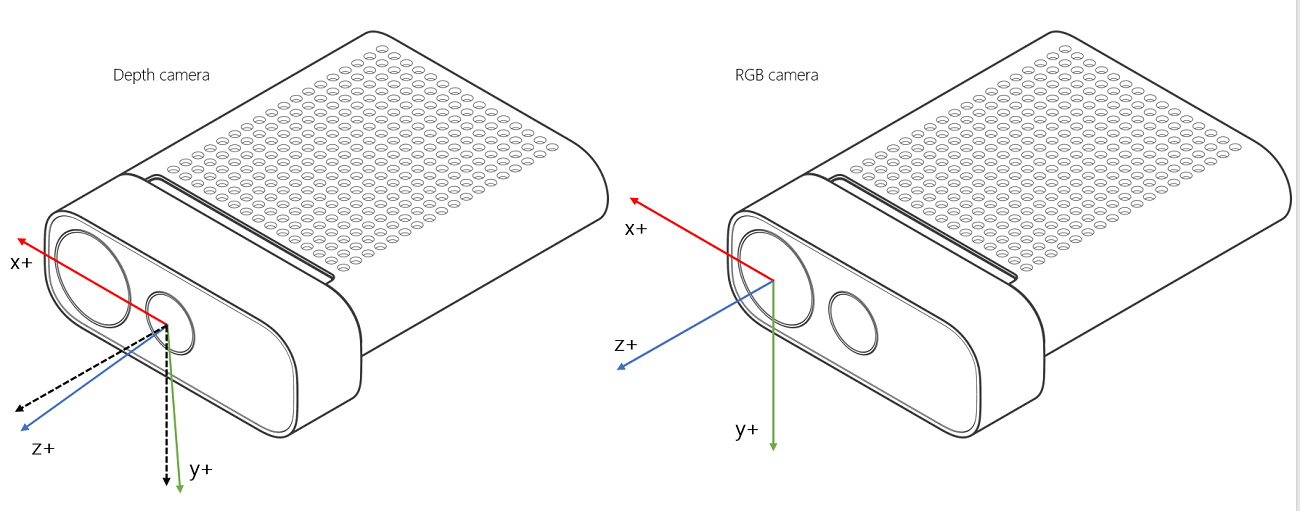 Depth camera
x+
z+
y+
RGB camera
x+
z+
y+